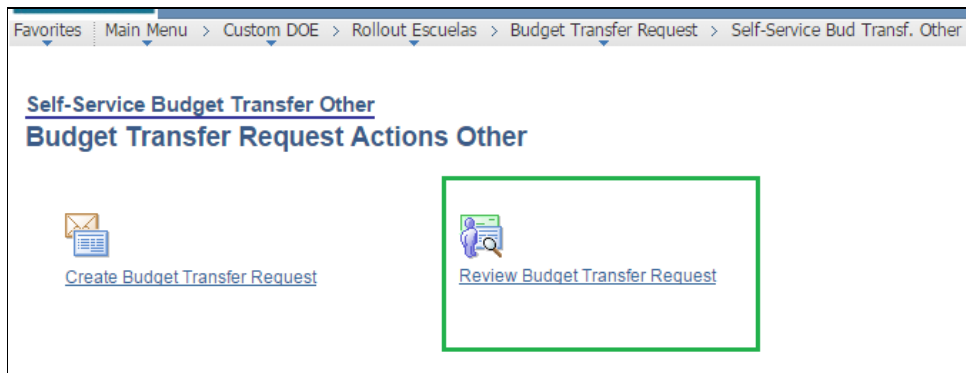 Favorites Main Menu > Custom DOE > Rollout Escuelas > Budget Transfer Request > Self-Service Bud Transf. Other
Self-Service Budget Transfer Other
Budget Transfer Request Actions Other
Create Budget Transfer Request
Review Budget Transfer Request